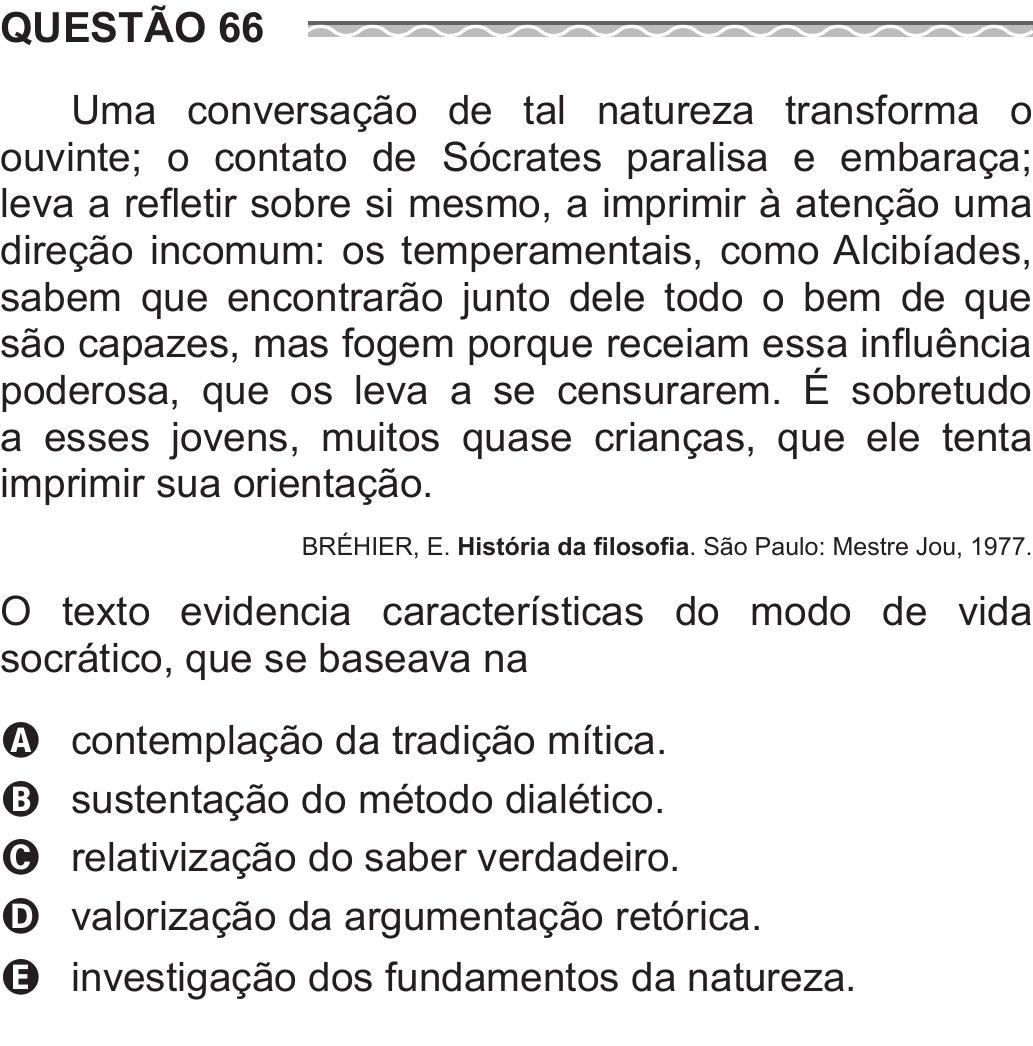 QUESTÃO 66
Uma conversação de tal natureza transforma o
ouvinte; o contato de Sócrates paralisa e embaraça;
leva a refletir sobre si mesmo, a imprimir à atenção uma
direção incomum: os temperamentais, como Alcibíades,
sabem que encontrarão junto dele todo o bem de que
são capazes, mas fogem porque receiam essa influência
poderosa, que os leva a se censurarem. É sobretudo
a esses jovens, muitos quase crianças, que ele tenta
imprimir sua orientação.
BRÉHIER, E. História da filosofia. São Paulo: Mestre Jou, 1977.
O texto evidencia características do modo de vida
socrático, que se baseava na
A contemplação da tradição mítica.
B sustentação do método dialético.
C relativização do saber verdadeiro.
D valorização da argumentação retórica.
E investigação dos fundamentos da natureza.